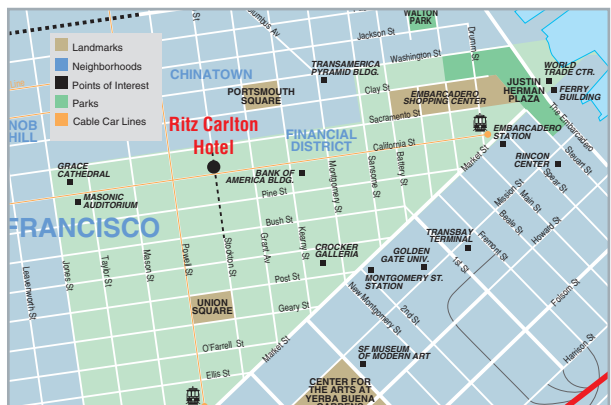 WALTON
PARK
Columbus Av
Jackson St
Drumm St
Landmarks
Neighborhoods
Points of Interest
Parks
Cable Car Lines
Washington St
TRANSAMERICA
PYRAMID BLDG.
CHINATOWN
Clay St
WORLD
TRADE CTR.
PORTSMOUTH
SQUARE
EMBARCADERO
SHOPPING CENTER
JUSTIN
HERMAN
PLAZA
FERRY
BUILDING
NOB
HILL
Ritz Carlton
Hotel
FINANCIAL
DISTRICT
Sacramento St
California St
The Embarcadero
EMBARCADERO
STATION
Market St
RINCON
CENTER
Steuart St
GRACE
CATHEDRAL
BANK OF
AMERICA BLDG.
MASONIC
AUDITORIUM
Pine St
Montgomery St
Sansome St
Battery St
Spear St
Main St
Mission St
Beale St
Howard St
FRANCISCO
Bush St
Fremont St
TRANSBAY
TERMINAL
Leavenworth St
Jones St
Taylor St
Mason St
Powell St
Stockton St
Grant Av
Kearny St
CROCKER
GALLERIA
GOLDEN
GATE UNIV.
1st St
Post St
MONTGOMERY ST.
STATION
Folsom St
UNION
SQUARE
Geary St
New Montgomery St
2nd St
Market St
Harrison St
O'Farrell St
SF MUSEUM
OF MODERN ART
Ellis St
CENTER FOR
THE ARTS AT
YERBA BUENA
GARDENS